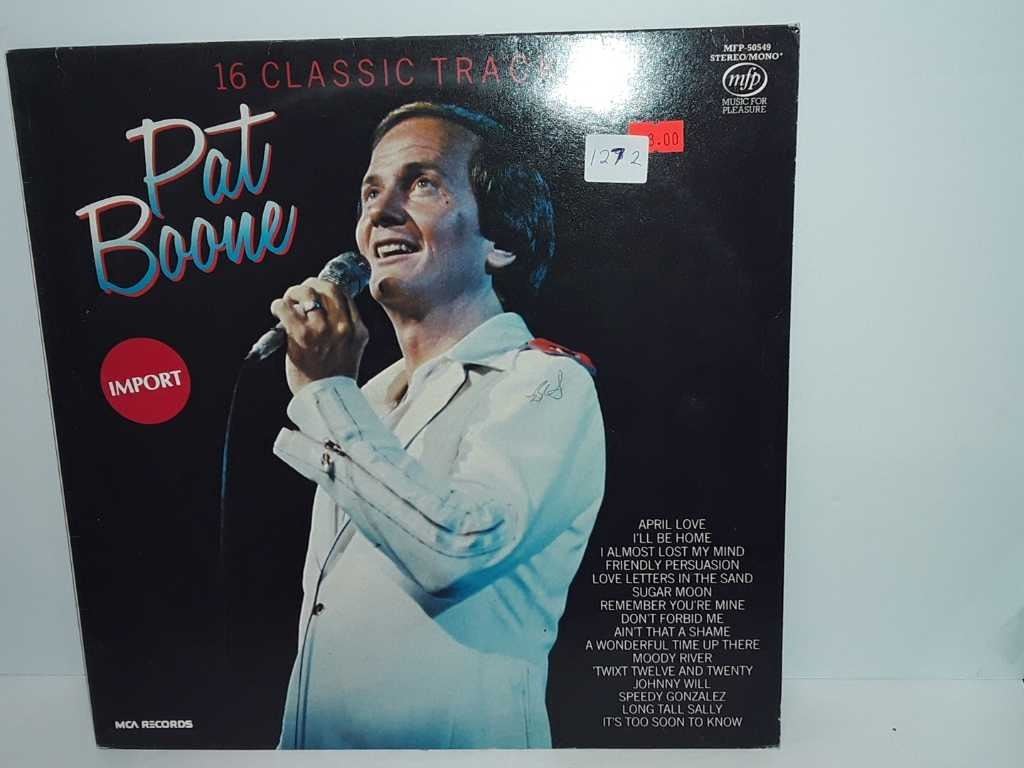 16 CLASSIC TRACKS
MFP-50549
STEREO/MONO*
mfp
MUSIC FOR
PLEASURE
Pat
Boone
3.00
1272
IMPORT
APRIL LOVE
I'LL BE HOME
I ALMOST LOST MY MIND
FRIENDLY PERSUASION
LOVE LETTERS IN THE SAND
SUGAR MOON
REMEMBER YOU'RE MINE
DON'T FORBID ME
AIN'T THAT A SHAME
A WONDERFUL TIME UP THERE
MOODY RIVER
'TWIXT TWELVE AND TWENTY
JOHNNY WILL
SPEEDY GONZALEZ
LONG TALL SALLY
IT'S TOO SOON TO KNOW
MCA RECORDS